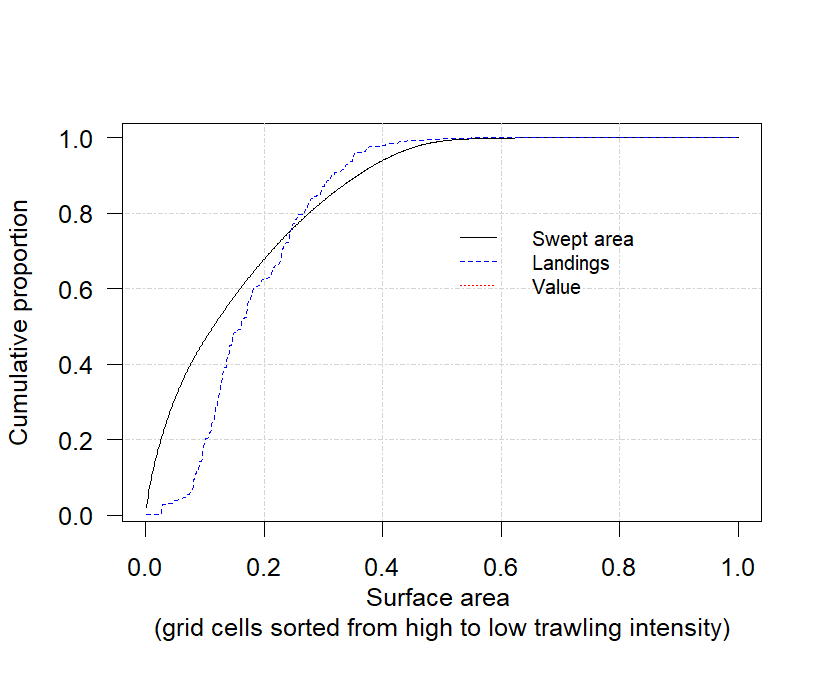 1.0
0.8
0.6
0.4
0.2
0.0
Cumulative proportion
Swept area
Landings
Value
0.0 0.2 0.4 0.6 0.8 1.0
Surface area
(grid cells sorted from high to low trawling intensity)